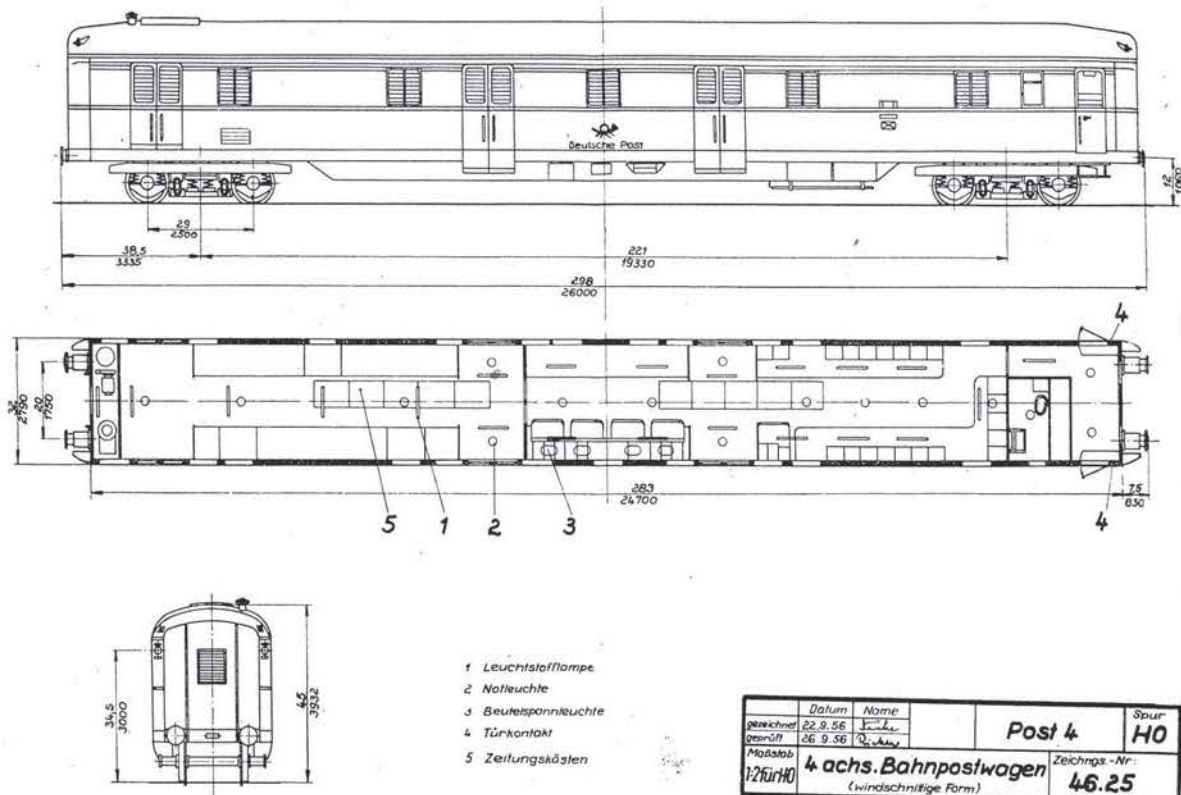 Deutsche Post
12
1060
29
2500
38,5
3335
221
19330
298
26000
4
32
2790
20
1750
283
24700
7,5
650
5 1 2 3 4
34,5
3000
45
3932
1 Leuchtstofflampe
2 Notleuchte
3 Beutelspannleuchte
4 Türkontakt
5 Zeitungskästen
Datum Name
gezeichnet 22.9.56
geprüft 26.9.56
Post 4
Spur
H0
Maßstab
1:2 für H0
4 achs. Bahnpostwagen
(windschnittige Form)
Zeichngs.-Nr:
46.25